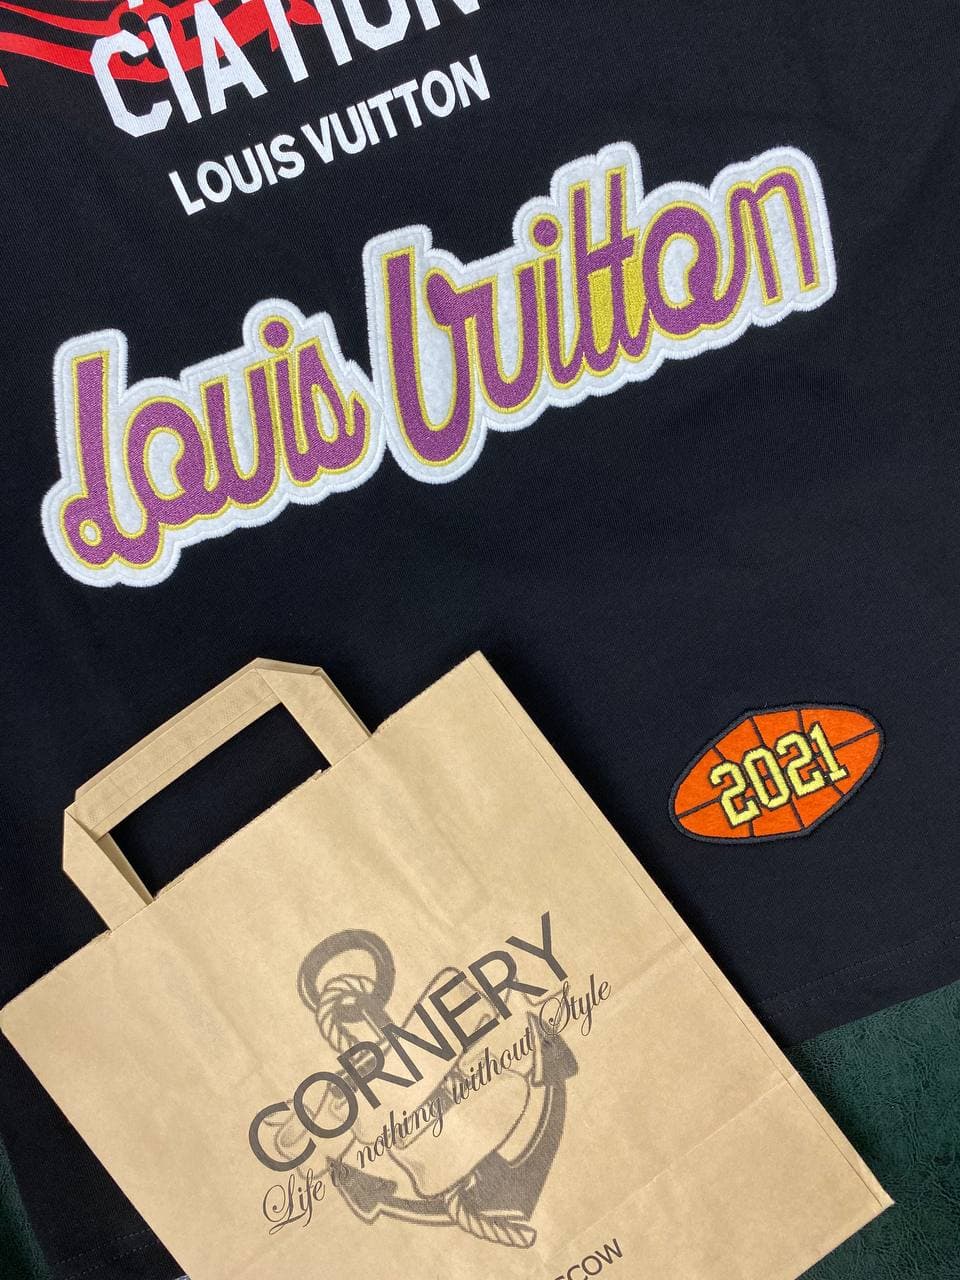 CIATION
LOUIS VUITTON
Louis Vuitton
2021
CORNERY
Life is nothing without Style